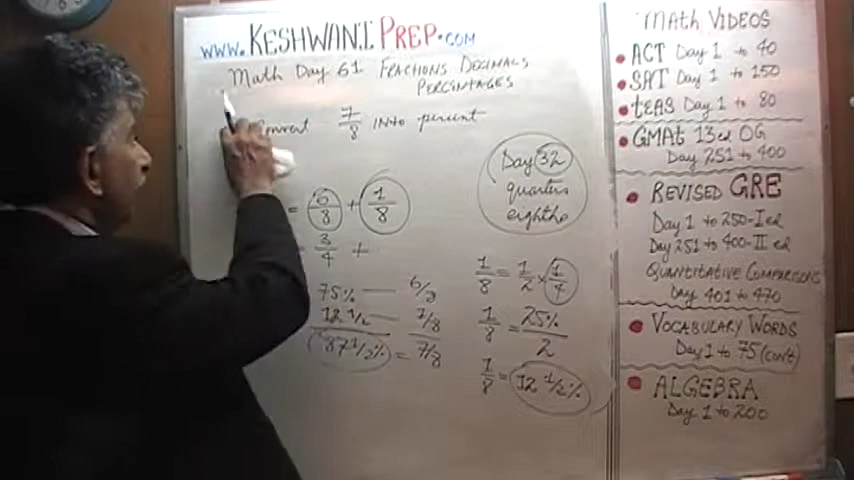 www.KESHWANIPREP.COM
Math Day 61 FRACTIONS DECIMALS
PERCENTAGES
Convert 7/8 INTO percent
Day 32
quarters
eighths
= 6/8 + 1/8
= 3/4 +
75% — 6/8
12 1/2 — 7/8
87 1/2% = 7/8
1/8 = 1/2 × 1/4
1/8 = 25%/2
1/8 = 12 1/2%
MATH VIDEOS
ACT Day 1 to 40
SAT Day 1 to 150
tEAS Day 1 to 80
GMAt 13ed OG
Day 251 to 400
REVISED GRE
Day 1 to 250-I ed
Day 251 to 400-II ed
QUANTITATIVE COMPARISONS
Day 401 to 470
VOCABULARY WORDS
Day 1 to 75 (con't)
ALGEBRA
Day 1 to 200